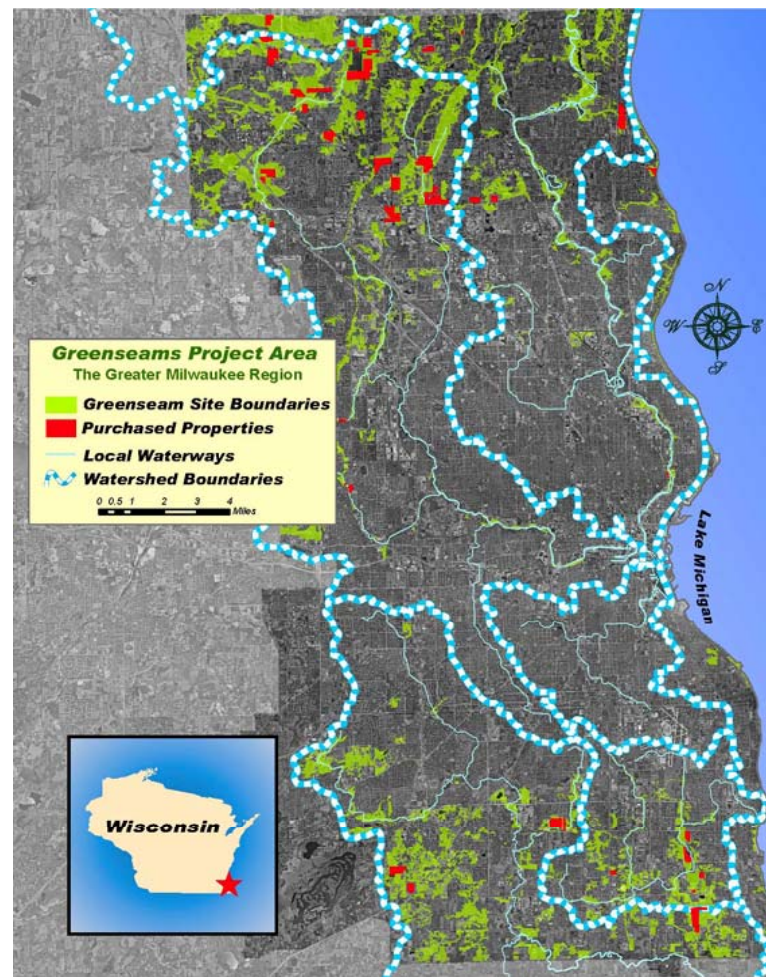 N
W
E
S
Greenseams Project Area
The Greater Milwaukee Region
Greenseam Site Boundaries
Purchased Properties
Local Waterways
Watershed Boundaries
0 0.5 1 2 3 4
Miles
Lake Michigan
Wisconsin